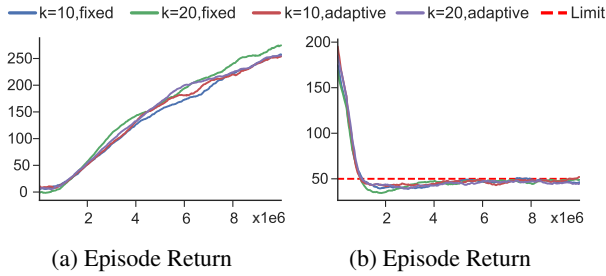 k=10,fixed k=20,fixed k=10,adaptive k=20,adaptive Limit
250
200
150
100
50
0
2 4 6 8 x1e6
200
150
100
50
2 4 6 8 x1e6
(a) Episode Return
(b) Episode Return